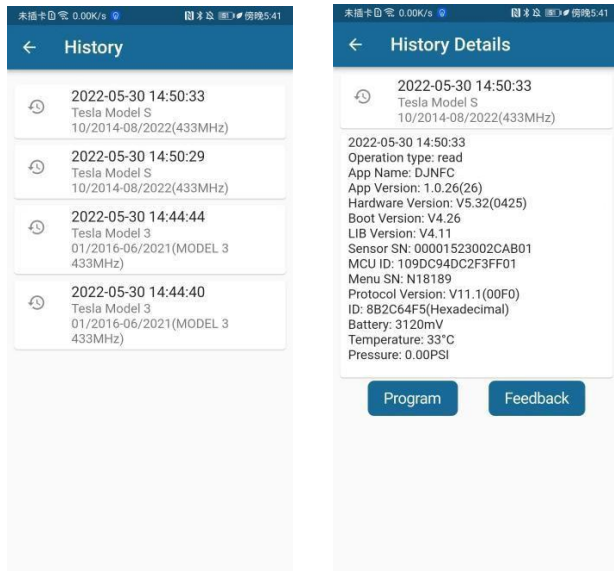 未插卡 0.00K/s 傍晚5:41
History
2022-05-30 14:50:33
Tesla Model S
10/2014-08/2022(433MHz)
2022-05-30 14:50:29
Tesla Model S
10/2014-08/2022(433MHz)
2022-05-30 14:44:44
Tesla Model 3
01/2016-06/2021(MODEL 3
433MHz)
2022-05-30 14:44:40
Tesla Model 3
01/2016-06/2021(MODEL 3
433MHz)
未插卡 0.00K/s 傍晚5:41
History Details
2022-05-30 14:50:33
Tesla Model S
10/2014-08/2022(433MHz)
2022-05-30 14:50:33
Operation type: read
App Name: DJNFC
App Version: 1.0.26(26)
Hardware Version: V5.32(0425)
Boot Version: V4.26
LIB Version: V4.11
Sensor SN: 00001523002CAB01
MCU ID: 109DC94DC2F3FF01
Menu SN: N18189
Protocol Version: V11.1(00F0)
ID: 8B2C64F5(Hexadecimal)
Battery: 3120mV
Temperature: 33°C
Pressure: 0.00PSI
Program
Feedback